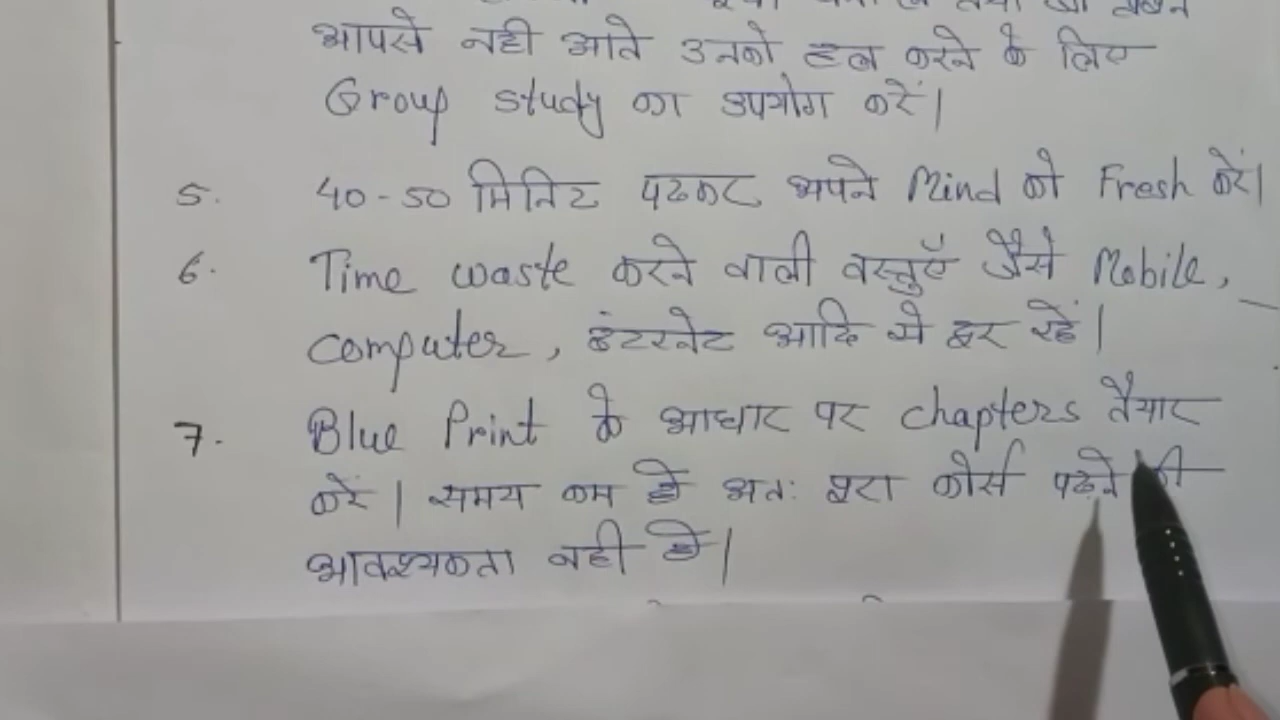 आपसे नही आते उनको हल करने के लिए
Group study का उपयोग करें।
5. 40-50 मिनिट पढकर अपने Mind को Fresh करें।
6. Time waste करने वाली वस्तुएँ जैसे Mobile,
computer, इंटरनेट आदि से दूर रहें।
7. Blue Print के आधार पर chapters तैयार
करें। समय कम है अतः पूरा कोर्स पढ़ने की
आवश्यकता नही है।